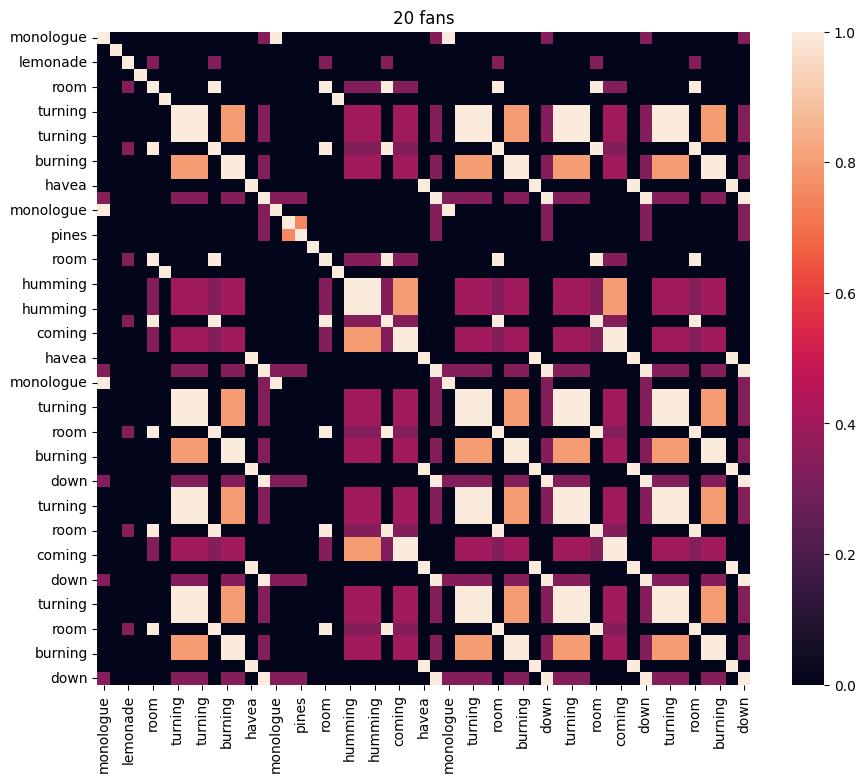 20 fans
monologue
lemonade
room
turning
turning
burning
havea
monologue
pines
room
humming
humming
coming
havea
monologue
turning
room
burning
down
turning
room
coming
down
turning
room
burning
down
1.0
0.8
0.6
0.4
0.2
0.0
monologue
lemonade
room
turning
turning
burning
havea
monologue
pines
room
humming
humming
coming
havea
monologue
turning
room
burning
down
turning
room
coming
down
turning
room
burning
down